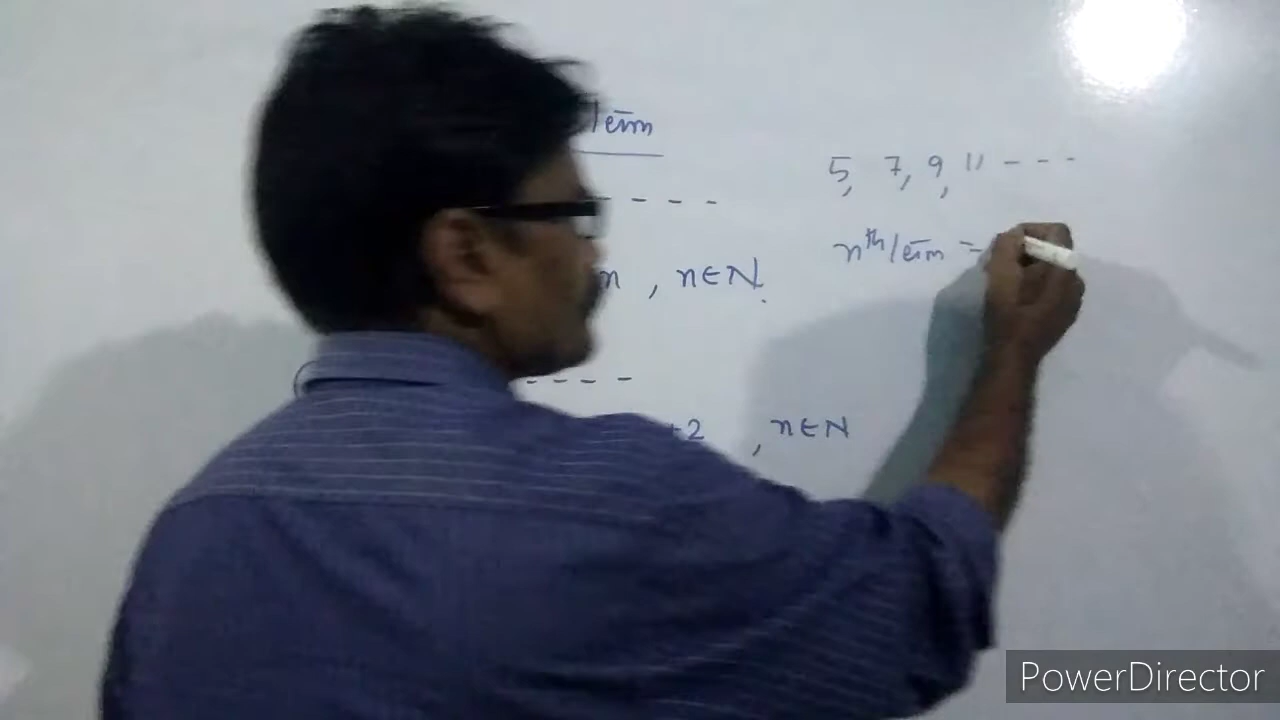 Term
- - - -
n , n∈N.
- - - -
+2 , n∈N
5, 7, 9, 11 - - -
nth Term =
PowerDirector